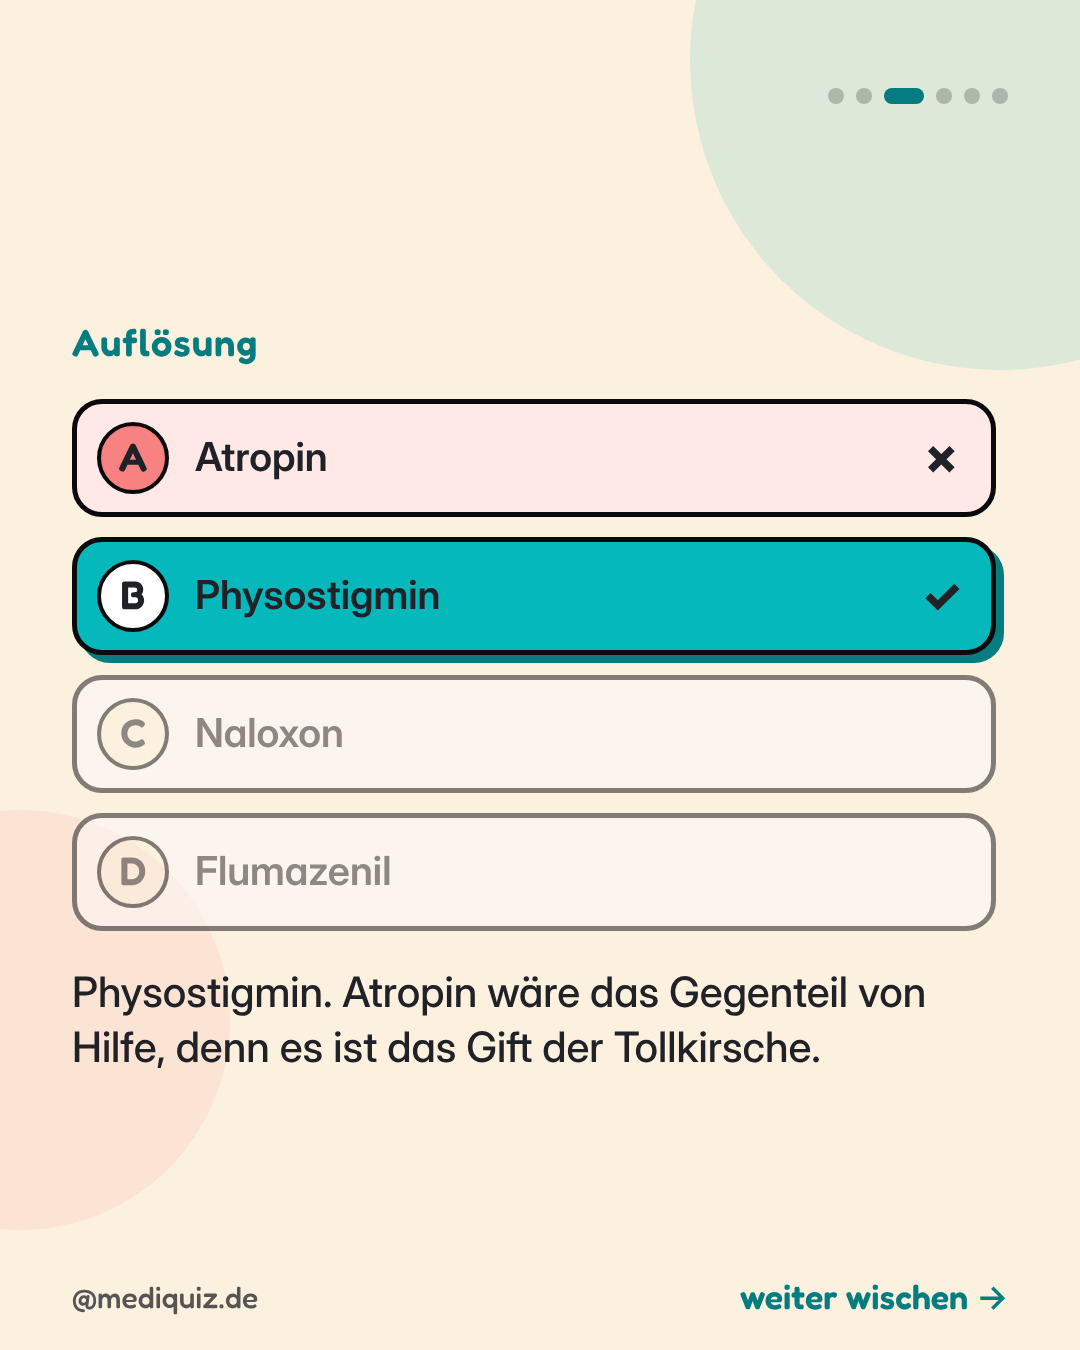 Auflösung
A Atropin
B Physostigmin
C Naloxon
D Flumazenil
Physostigmin. Atropin wäre das Gegenteil von
Hilfe, denn es ist das Gift der Tollkirsche.
@mediquiz.de
weiter wischen →